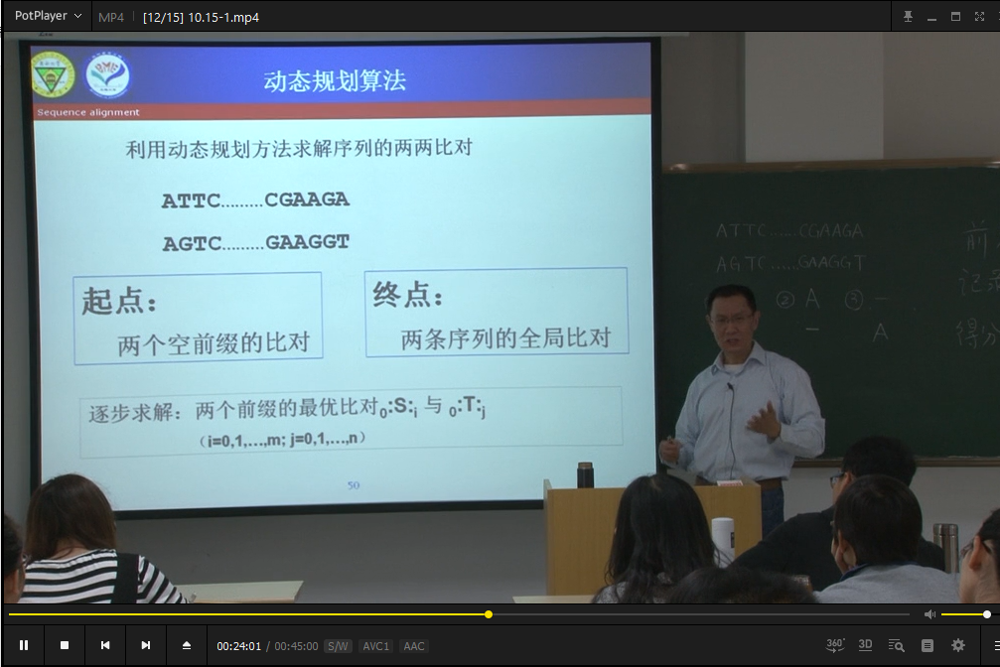 PotPlayer MP4 [12/15] 10.15-1.mp4
动态规划算法
Sequence alignment
利用动态规划方法求解序列的两两比对
ATTC.........CGAAGA
AGTC.........GAAGGT
起点：
两个空前缀的比对
终点：
两条序列的全局比对
逐步求解：两个前缀的最优比对0:S:i 与 0:T:j
（i=0,1,…,m; j=0,1,…,n）
50
ATTC......CGAAGA
AGTC......GAAGGT
② A ③ —
— A
前
得分
00:24:01 / 00:45:00 S/W AVC1 AAC
360° 3D